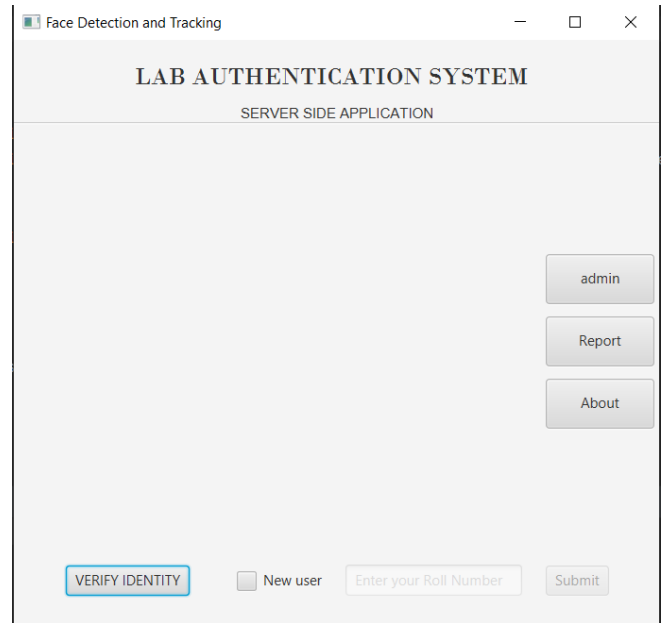 Face Detection and Tracking
LAB AUTHENTICATION SYSTEM
SERVER SIDE APPLICATION
admin
Report
About
VERIFY IDENTITY New user Enter your Roll Number Submit